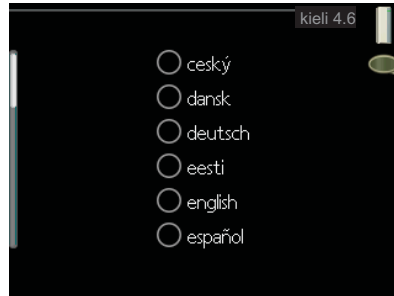 kieli 4.6
ceský
dansk
deutsch
eesti
english
español